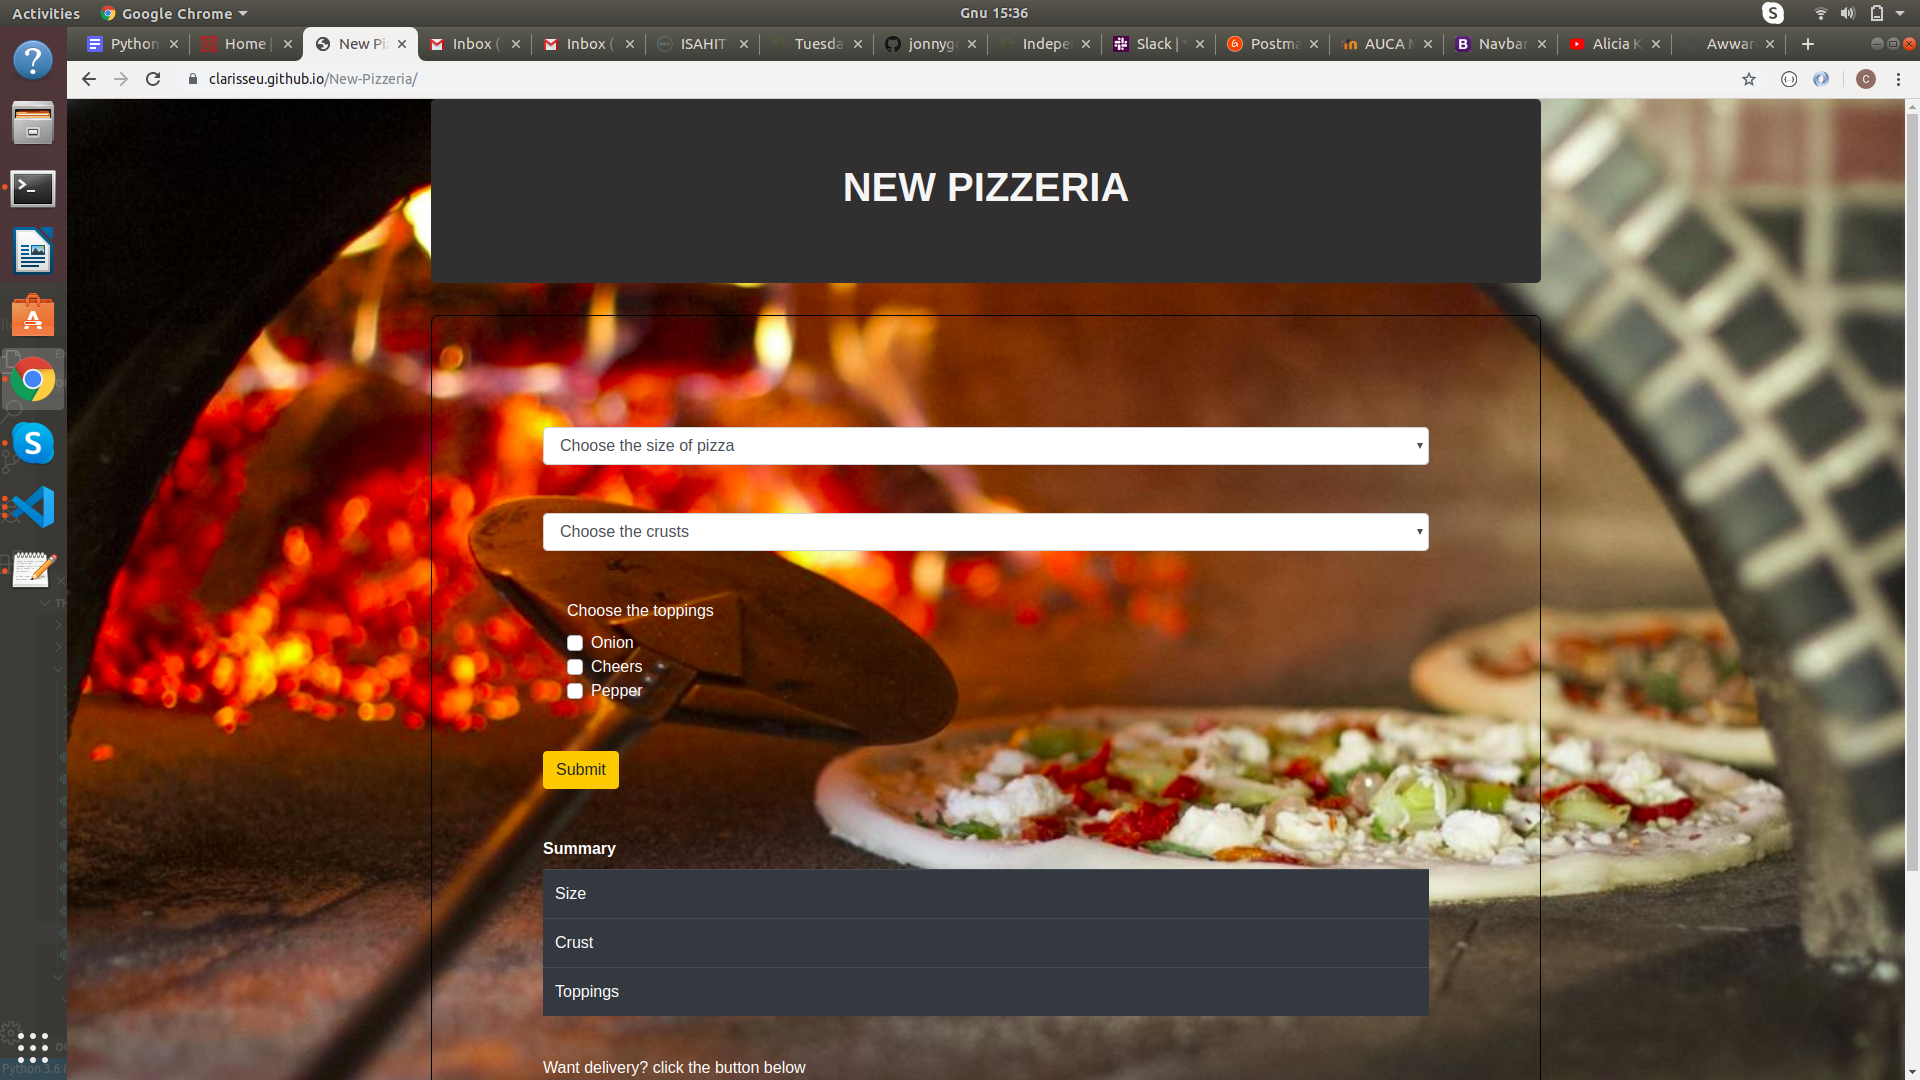 Activities Google Chrome Gnu 15:36
Python Home | New Pi Inbox ( Inbox ( ISAHIT Tuesda jonnyg Indepe Slack | Postma AUCA Navbar Alicia K Awwar
clarisseu.github.io/New-Pizzeria/ C
NEW PIZZERIA
Choose the size of pizza
Choose the crusts
Choose the toppings
Onion
Cheers
Pepper
Submit
Summary
Size
Crust
Toppings
Want delivery? click the button below
Python 3.6.8